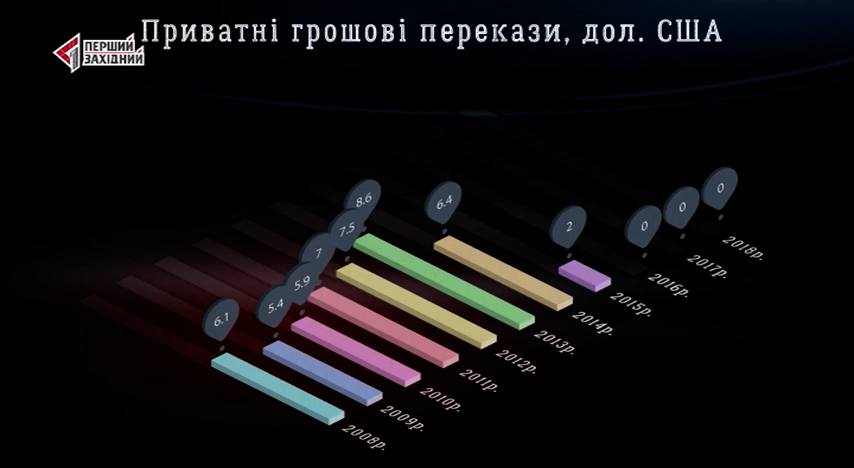 Приватні грошові перекази, дол. США
ПЕРШИЙ
ЗАХІДНИЙ
8.6
6.4
0
7.5
0
2
0
7
5.9
5.4
6.1
2018р.
2017р.
2016р.
2015р.
2014р.
2013р.
2012р.
2011р.
2010р.
2009р.
2008р.